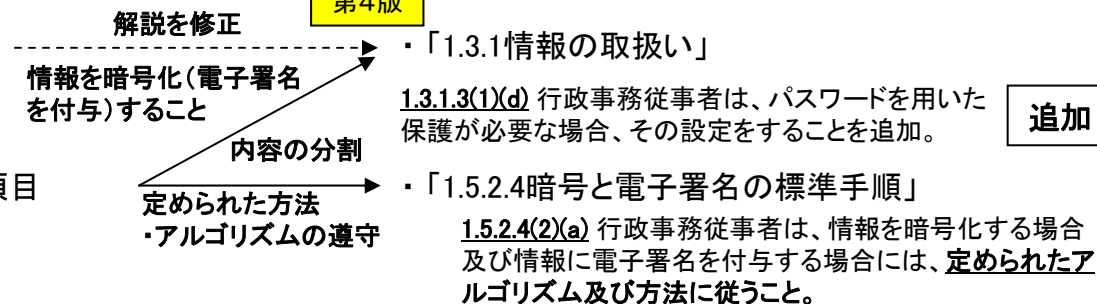 第4版
解説を修正
・「1.3.1情報の取扱い」
情報を暗号化(電子署名
を付与)すること
1.3.1.3(1)(d) 行政事務従事者は、パスワードを用いた
保護が必要な場合、その設定をすることを追加。
追加
内容の分割
項目
定められた方法
・アルゴリズムの遵守
・「1.5.2.4暗号と電子署名の標準手順」
1.5.2.4(2)(a) 行政事務従事者は、情報を暗号化する場合
及び情報に電子署名を付与する場合には、定められたア
ルゴリズム及び方法に従うこと。